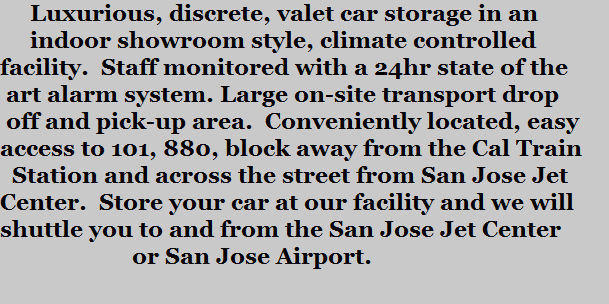 Luxurious, discrete, valet car storage in an
indoor showroom style, climate controlled
facility.  Staff monitored with a 24hr state of the
art alarm system. Large on-site transport drop
off and pick-up area.  Conveniently located, easy
access to 101, 880, block away from the Cal Train
Station and across the street from San Jose Jet
Center.  Store your car at our facility and we will
shuttle you to and from the San Jose Jet Center
or San Jose Airport.